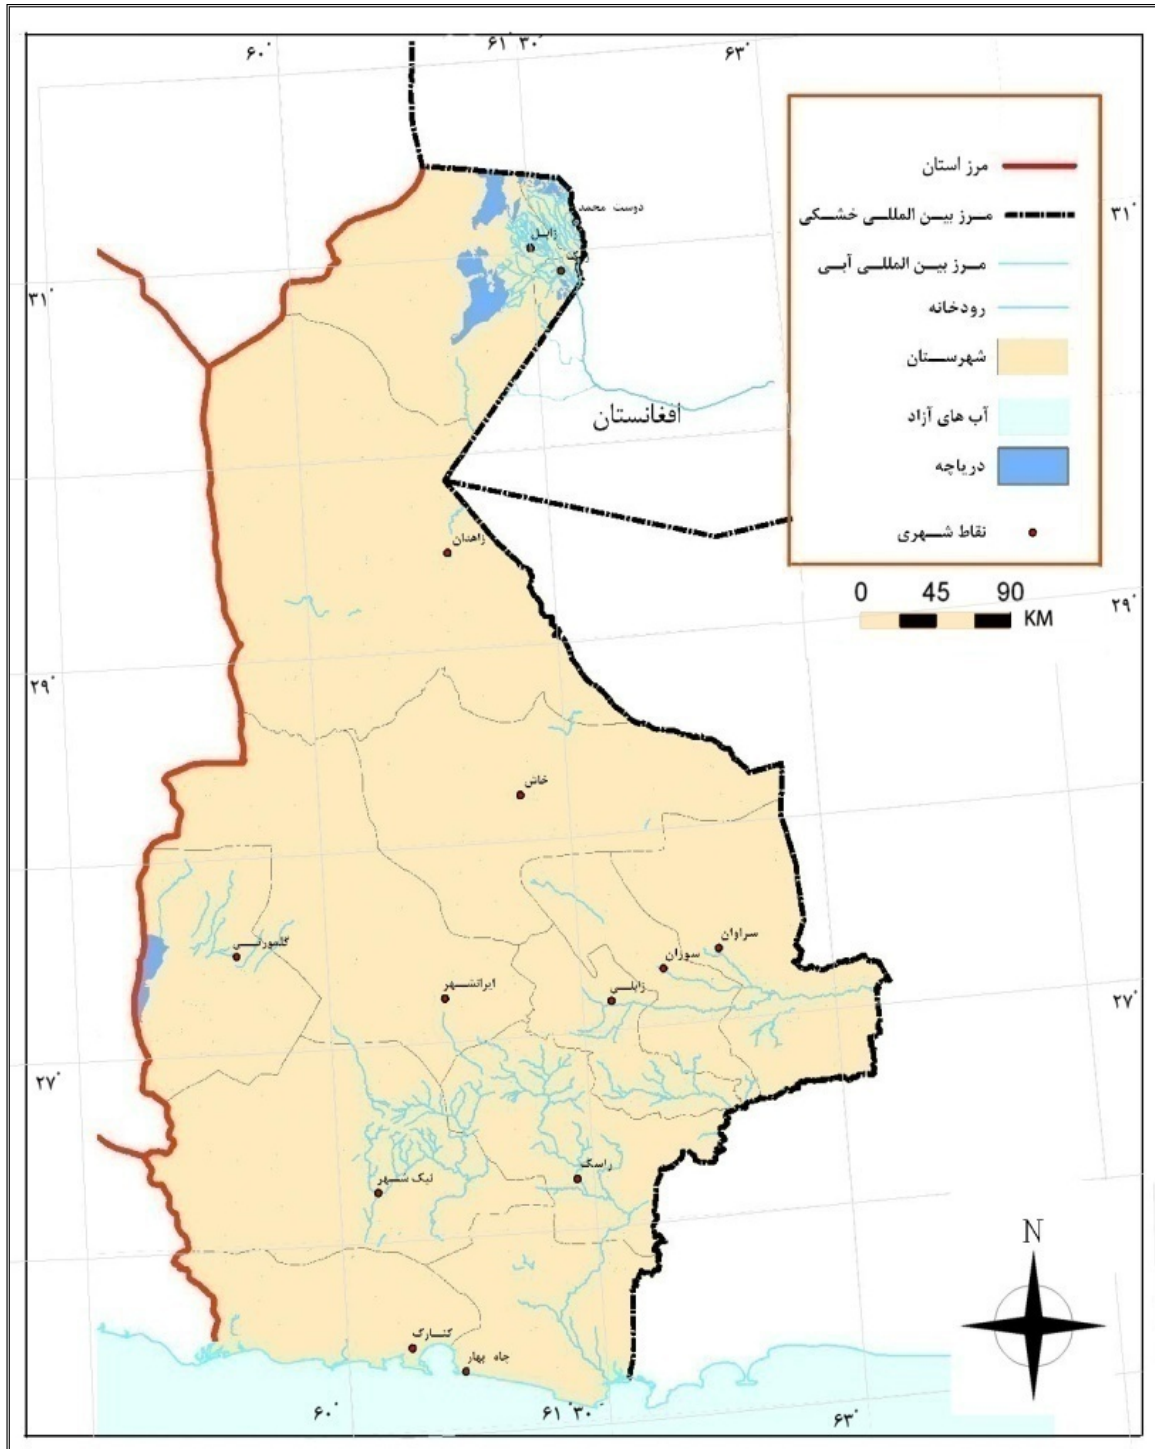 ۶۰°
۶۱° ۳۰°
۶۳°
مرز استان
مرز بین المللی خشکی
مرز بین المللی آبی
رودخانه
شهرستان
آب های آزاد
دریاچه
نقاط شهری
0 45 90
KM
۳۱°
۳۱°
دوست محمد
زابل
افغانستان
زاهدان
۲۹°
۲۹°
خاش
سراوان
سوران
زابلی
گلمورتی
ایرانشهر
۲۷°
۲۷°
راسک
نیک شهر
N
کنارک
چاه بهار
۶۰°
۶۱° ۳۰°
۶۳°